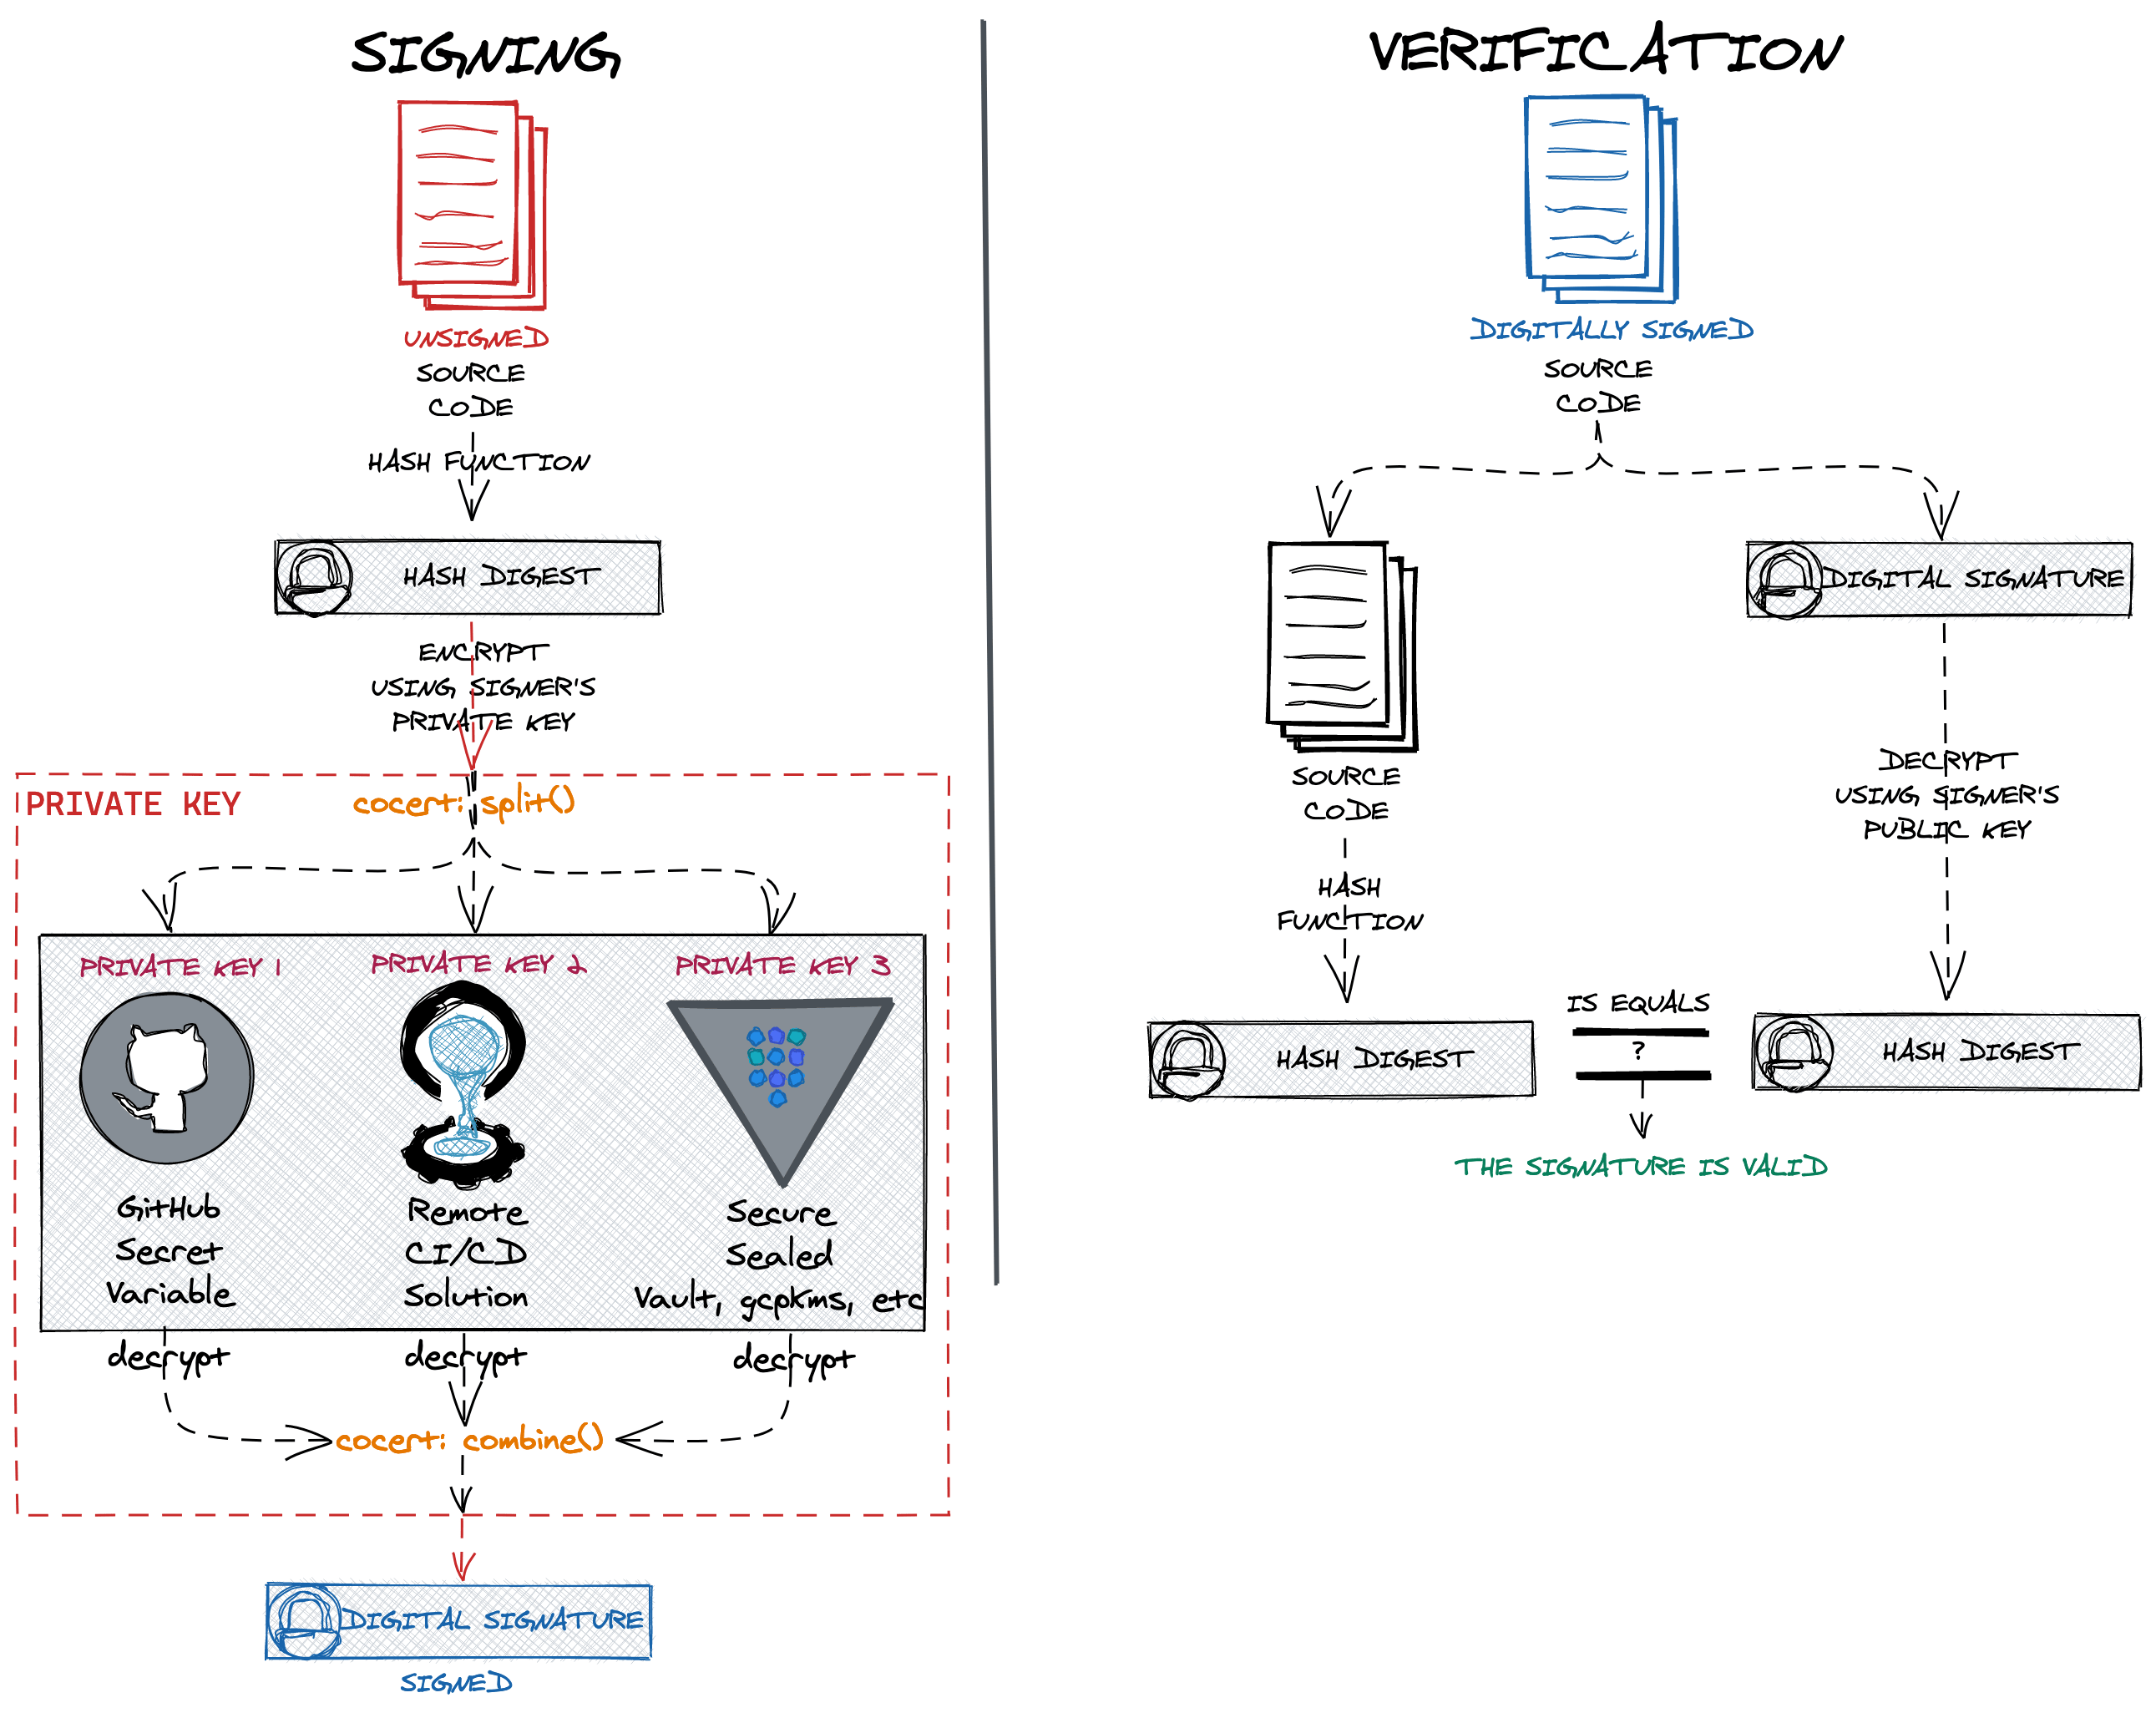 SIGNING
UNSIGNED
SOURCE
CODE
HASH FUNCTION
HASH DIGEST
ENCRYPT
USING SIGNER'S
PRIVATE KEY
PRIVATE KEY
cocert: split()
PRIVATE KEY 1
PRIVATE KEY 2
PRIVATE KEY 3
GitHub
Secret
Variable
Remote
CI/CD
Solution
Secure
Sealed
Vault, gcpkms, etc
decrypt
decrypt
decrypt
cocert: combine()
DIGITAL SIGNATURE
SIGNED
VERIFICATION
DIGITALLY SIGNED
SOURCE
CODE
SOURCE
CODE
HASH
FUNCTION
HASH DIGEST
DIGITAL SIGNATURE
DECRYPT
USING SIGNER'S
PUBLIC KEY
HASH DIGEST
IS EQUALS
?
THE SIGNATURE IS VALID